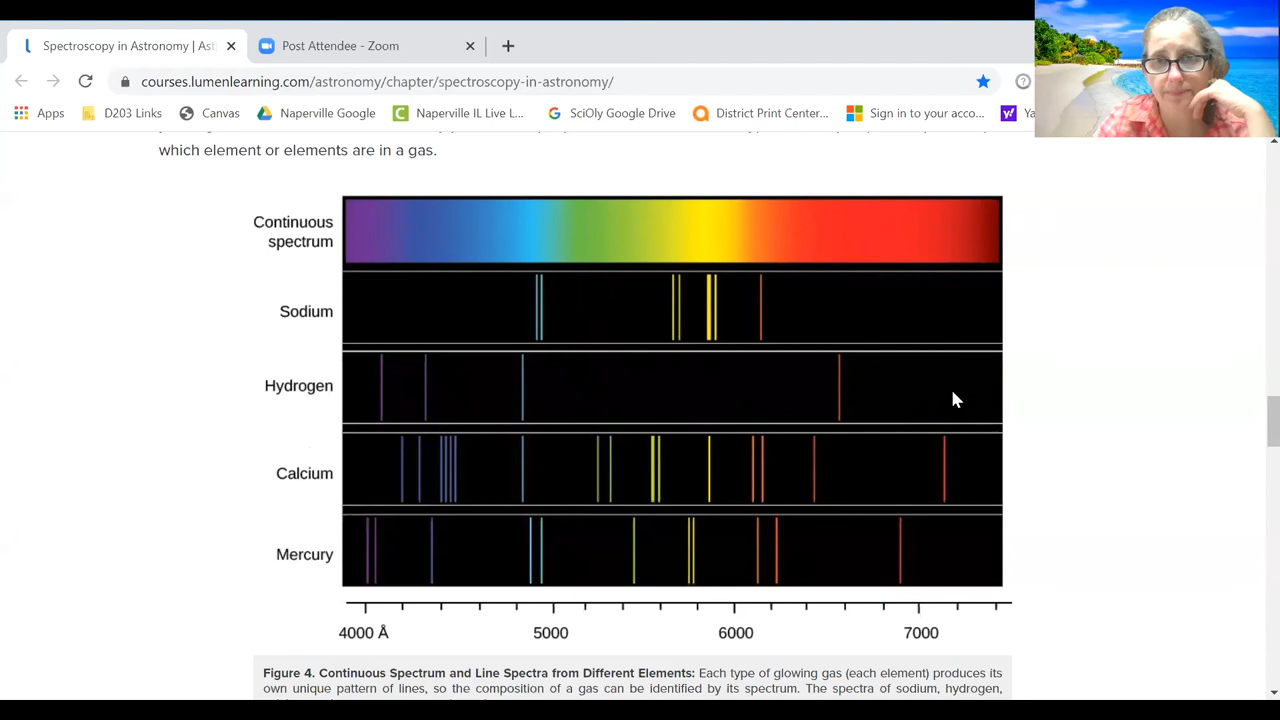 Spectroscopy in Astronomy | Ast
Post Attendee - Zoom
courses.lumenlearning.com/astronomy/chapter/spectroscopy-in-astronomy/
Apps D203 Links Canvas Naperville Google Naperville IL Live L... SciOly Google Drive District Print Center... Sign in to your acco...
which element or elements are in a gas.
Continuous
spectrum
Sodium
Hydrogen
Calcium
Mercury
4000 Å 5000 6000 7000
Figure 4. Continuous Spectrum and Line Spectra from Different Elements: Each type of glowing gas (each element) produces its
own unique pattern of lines, so the composition of a gas can be identified by its spectrum. The spectra of sodium, hydrogen,